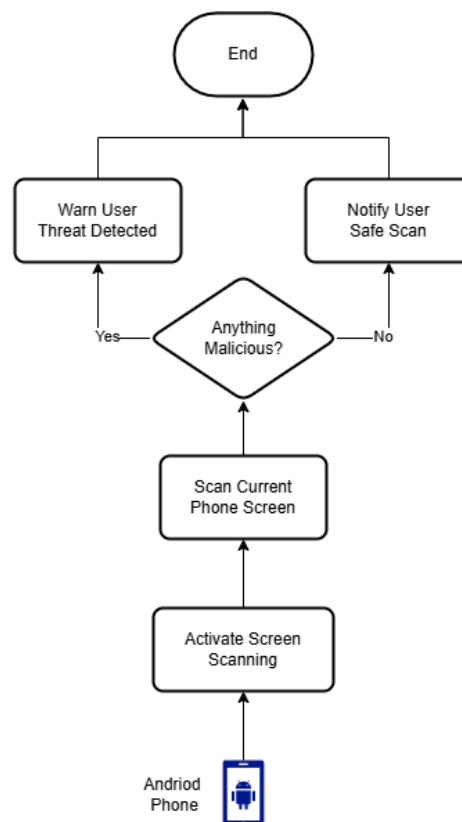 End
Warn User
Threat Detected
Notify User
Safe Scan
Anything
Malicious?
Yes
No
Scan Current
Phone Screen
Activate Screen
Scanning
Andriod
Phone